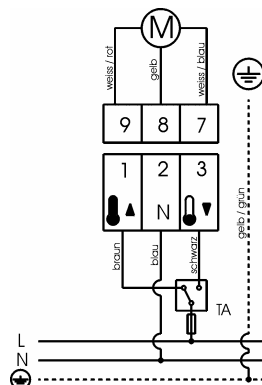 M
weiss / rot
gelb
weiss / blau
9 8 7
1 2 3
N
braun
blau
schwarz
gelb / grün
TA
L
N